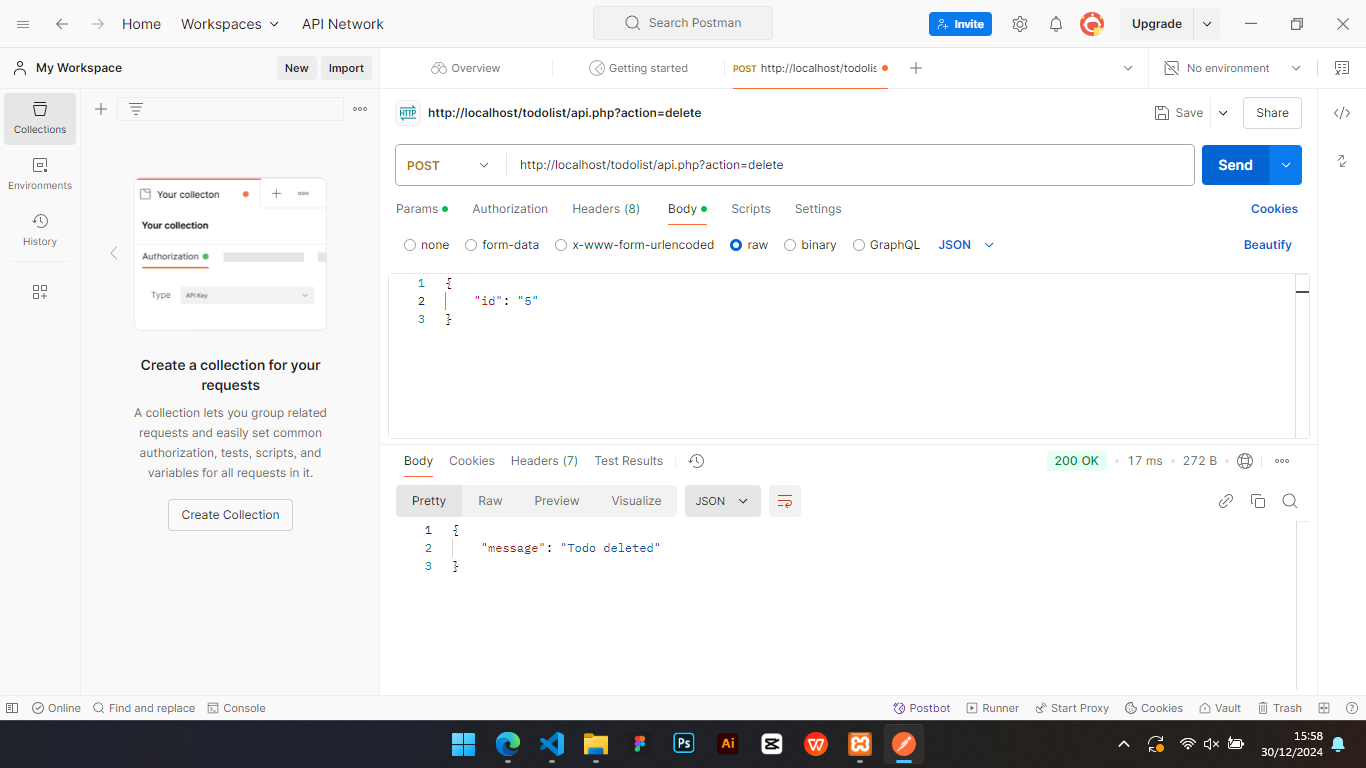 Home Workspaces API Network Search Postman Invite Upgrade
My Workspace New Import Overview Getting started POST http://localhost/todolis No environment
Collections
Environments
History
Your collecton
Your collection
Authorization
Type API Key
Create a collection for your
requests
A collection lets you group related
requests and easily set common
authorization, tests, scripts, and
variables for all requests in it.
Create Collection
HTTP http://localhost/todolist/api.php?action=delete Save Share
POST http://localhost/todolist/api.php?action=delete Send
Params Authorization Headers (8) Body Scripts Settings Cookies
none form-data x-www-form-urlencoded raw binary GraphQL JSON Beautify
1 {
2 "id": "5"
3 }
Body Cookies Headers (7) Test Results 200 OK 17 ms 272 B
Pretty Raw Preview Visualize JSON
1 {
2 "message": "Todo deleted"
3 }
Online Find and replace Console Postbot Runner Start Proxy Cookies Vault Trash
Ps Ai 15:58
30/12/2024